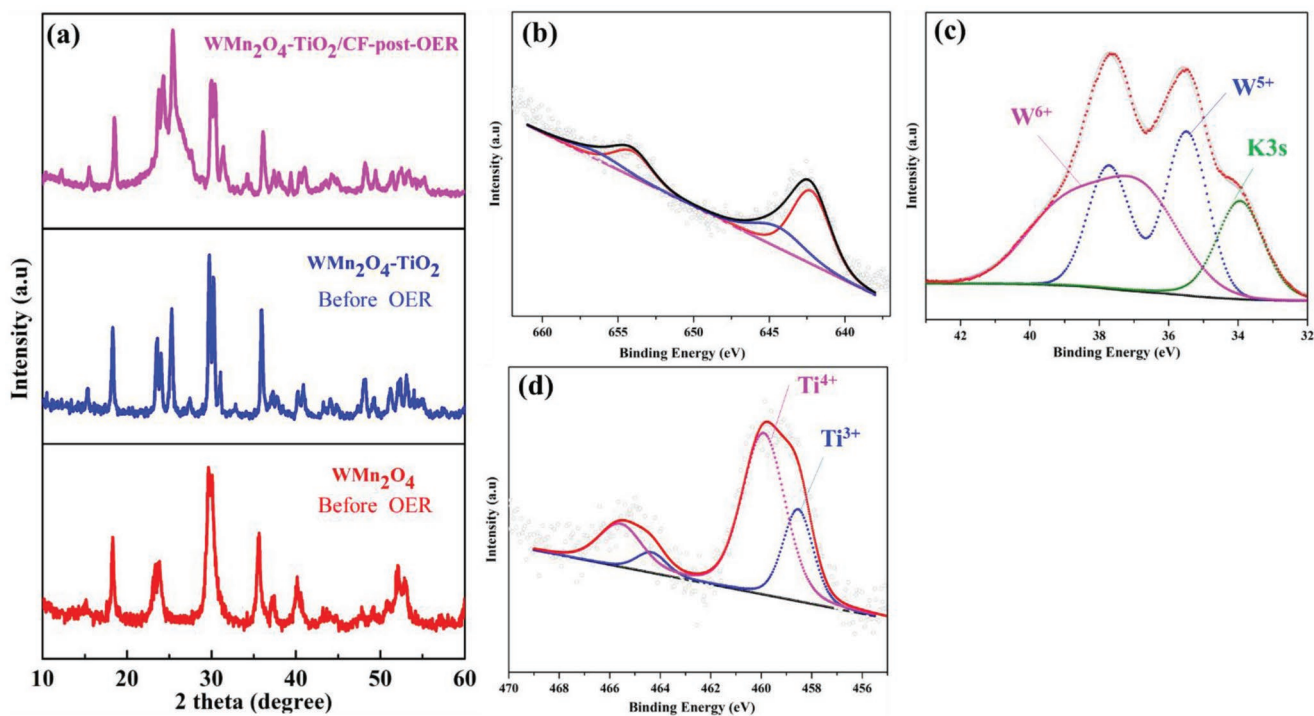 (a)
WMn₂O₄-TiO₂/CF-post-OER
WMn₂O₄-TiO₂
Before OER
WMn₂O₄
Before OER
Intensity (a.u)
10 20 30 40 50 60
2 theta (degree)
(b)
Intensity (a.u)
660 655 650 645 640
Binding Energy (eV)
(c)
W⁶⁺
W⁵⁺
K3s
Intensity (a.u)
42 40 38 36 34 32
Binding Energy (eV)
(d)
Ti⁴⁺
Ti³⁺
Intensity (a.u)
470 468 466 464 462 460 458 456
Binding Energy (eV)